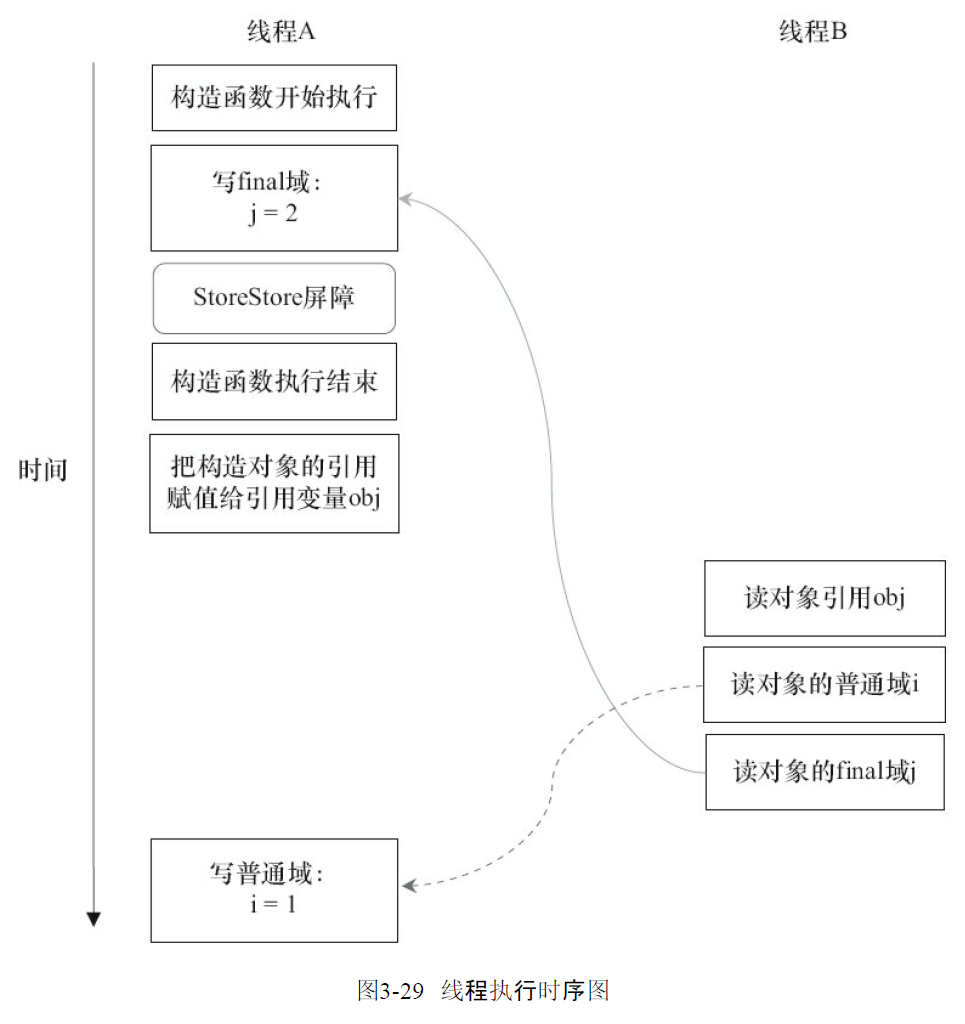 线程A
线程B
构造函数开始执行
写final域：
j = 2
StoreStore屏障
构造函数执行结束
时间
把构造对象的引用
赋值给引用变量obj
读对象引用obj
读对象的普通域i
读对象的final域j
写普通域：
i = 1
图3-29 线程执行时序图